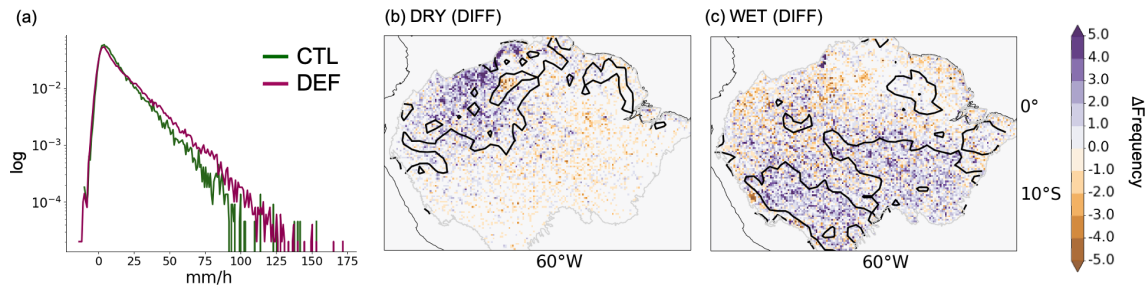 (a)
CTL
DEF
log
10⁻²
10⁻³
10⁻⁴
0 25 50 75 100 125 150 175
mm/h
(b) DRY (DIFF)
60°W
(c) WET (DIFF)
0°
10°S
60°W
5.0
4.0
3.0
2.0
1.0
0.0
-1.0
-2.0
-3.0
-4.0
-5.0
ΔFrequency